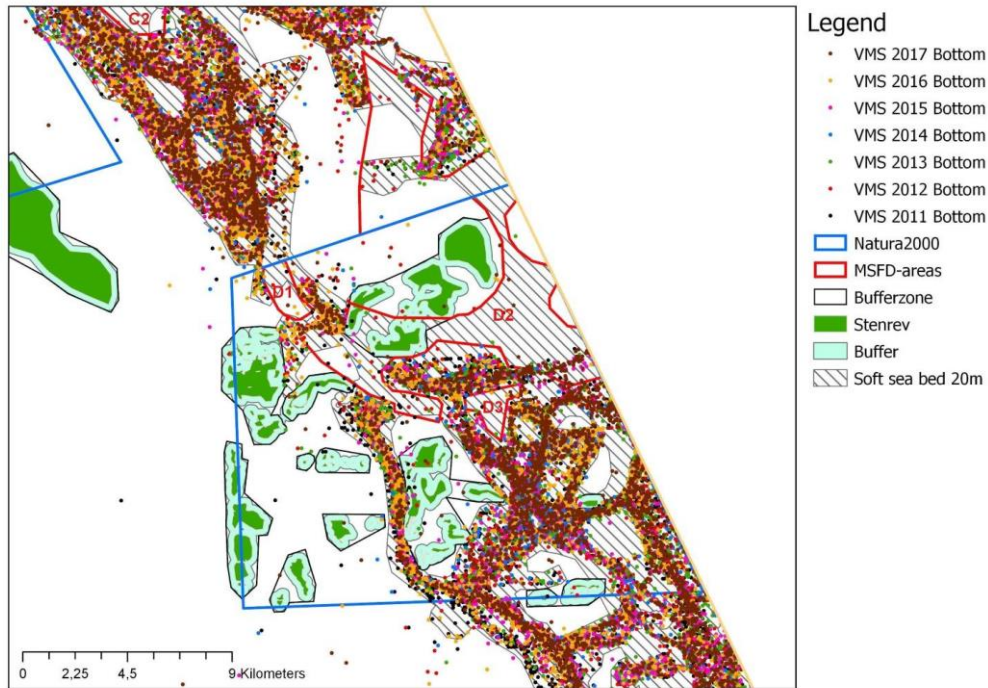 C2
D1
D2
D3
0 2,25 4,5 9 Kilometers
Legend
VMS 2017 Bottom
VMS 2016 Bottom
VMS 2015 Bottom
VMS 2014 Bottom
VMS 2013 Bottom
VMS 2012 Bottom
VMS 2011 Bottom
Natura2000
MSFD-areas
Bufferzone
Stenrev
Buffer
Soft sea bed 20m